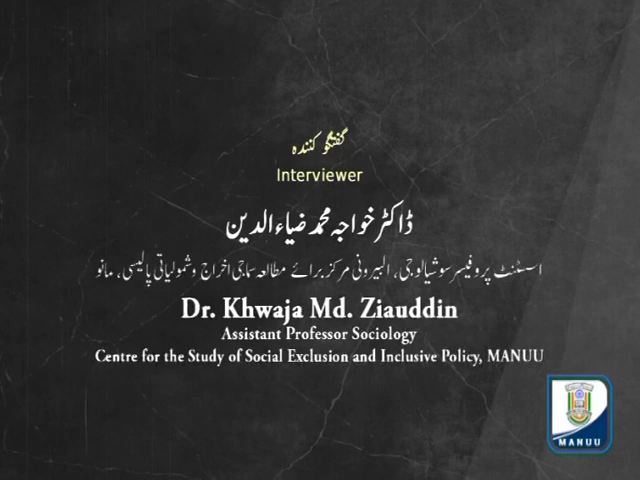 گفتگو کنندہ
Interviewer
ڈاکٹر خواجہ محمد ضیاء الدین
اسسٹنٹ پروفیسر سوشیالوجی، البیرونی مرکز برائے مطالعہ سماجی اخراج و شمولیاتی پالیسی، مانو
Dr. Khwaja Md. Ziauddin
Assistant Professor Sociology
Centre for the Study of Social Exclusion and Inclusive Policy, MANUU
MANUU